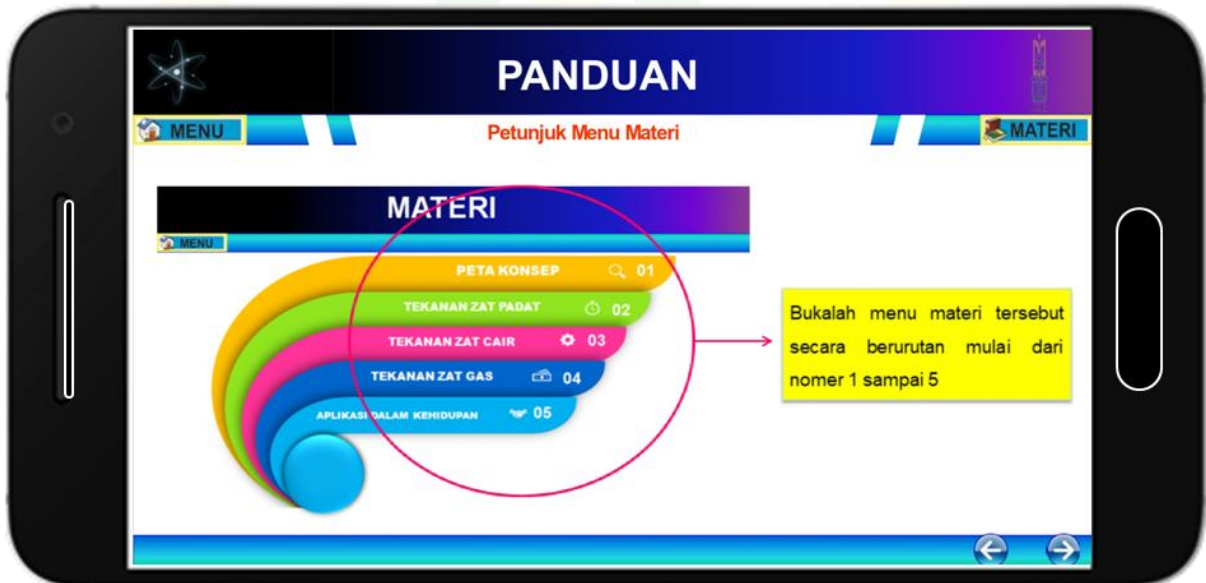 PANDUAN
MENU
Petunjuk Menu Materi
MATERI
MATERI
MENU
PETA KONSEP 01
TEKANAN ZAT PADAT 02
TEKANAN ZAT CAIR 03
TEKANAN ZAT GAS 04
APLIKASI DALAM KEHIDUPAN 05
Bukalah menu materi tersebut
secara berurutan mulai dari
nomer 1 sampai 5